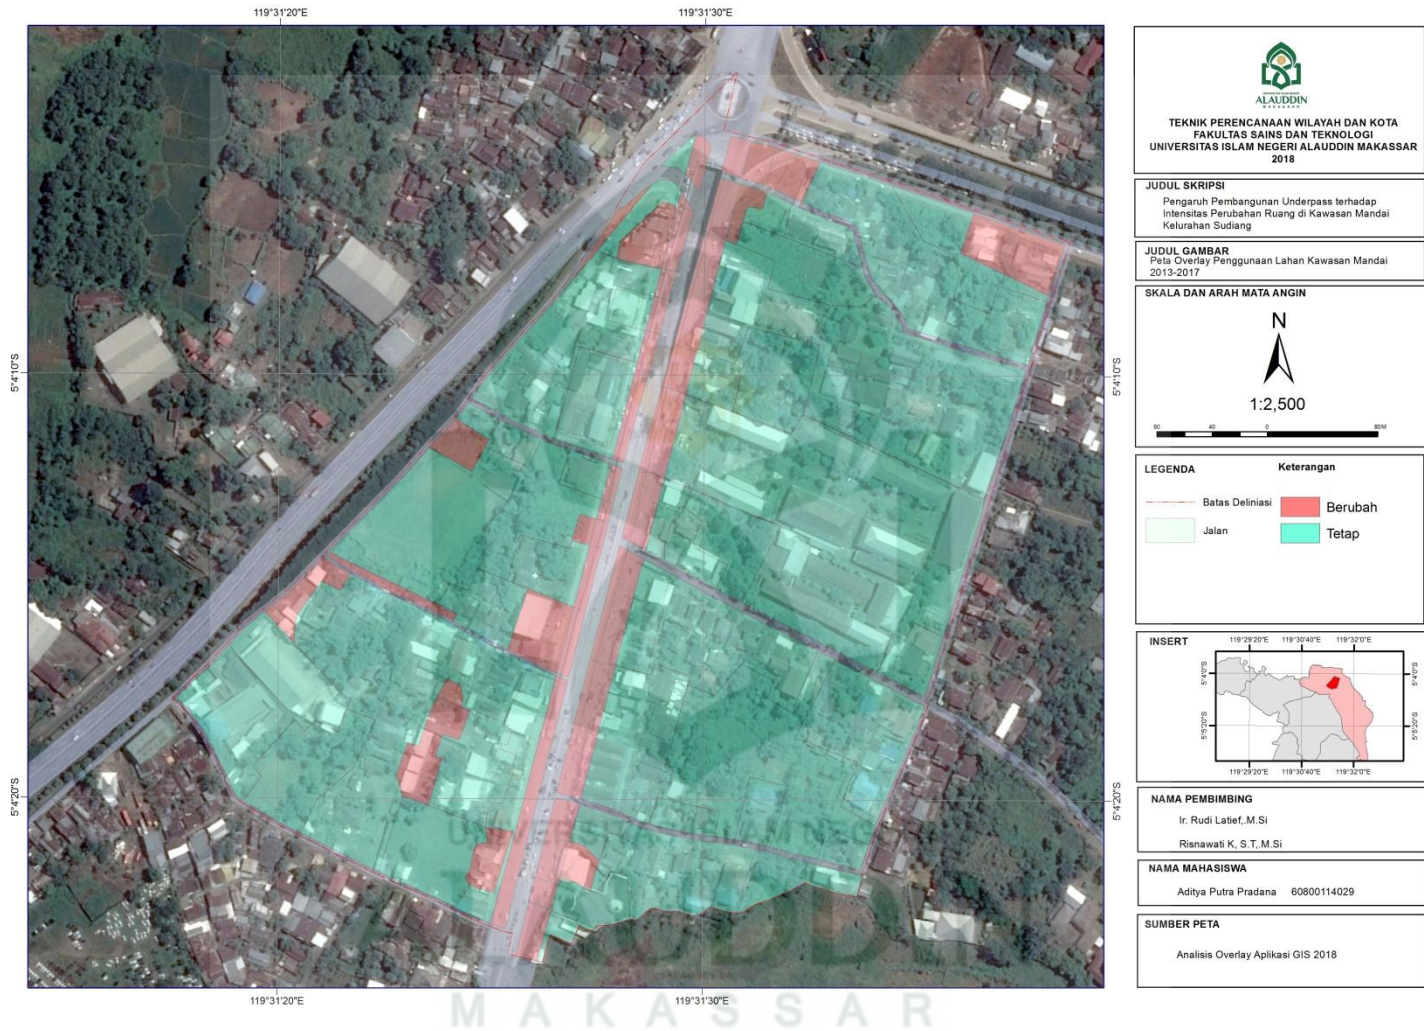 119°31'20"E
119°31'30"E
5°4'10"S
5°4'10"S
5°4'20"S
5°4'20"S
119°31'20"E
119°31'30"E
MAKASSAR
ALAUDDIN
MAKASSAR
TEKNIK PERENCANAAN WILAYAH DAN KOTA
FAKULTAS SAINS DAN TEKNOLOGI
UNIVERSITAS ISLAM NEGERI ALAUDDIN MAKASSAR
2018
JUDUL SKRIPSI
Pengaruh Pembangunan Underpass terhadap
Intensitas Perubahan Ruang di Kawasan Mandai
Kelurahan Sudiang
JUDUL GAMBAR
Peta Overlay Penggunaan Lahan Kawasan Mandai
2013-2017
SKALA DAN ARAH MATA ANGIN
N
1:2,500
80 40 0 80M
LEGENDA
Keterangan
Batas Deliniasi
Berubah
Jalan
Tetap
INSERT
119°29'20"E 119°30'40"E 119°32'0"E
5°4'0"S
5°4'0"S
5°5'20"S
5°5'20"S
119°29'20"E 119°30'40"E 119°32'0"E
NAMA PEMBIMBING
Ir. Rudi Latief,.M.Si
Risnawati K, S.T,.M.Si
NAMA MAHASISWA
Aditya Putra Pradana 60800114029
SUMBER PETA
Analisis Overlay Aplikasi GIS 2018